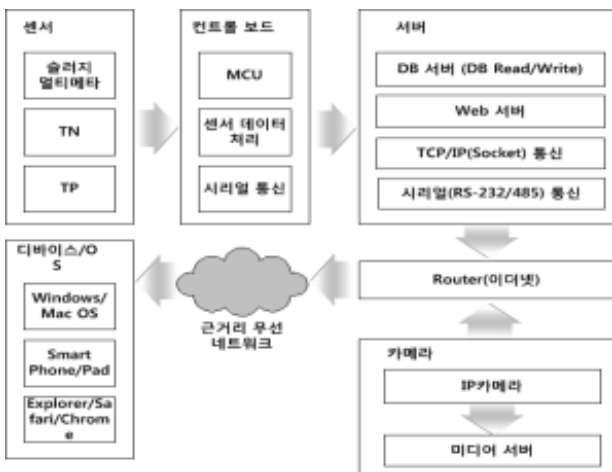 센서
슬러지
멀티메타
TN
TP
컨트롤 보드
MCU
센서 데이터
처리
시리얼 통신
서버
DB 서버 (DB Read/Write)
Web 서버
TCP/IP(Socket) 통신
시리얼(RS-232/485) 통신
디바이스/O
S
Windows/
Mac OS
Smart
Phone/Pad
Explorer/Sa
fari/Chrom
e
근거리 무선
네트워크
Router(이더넷)
카메라
IP카메라
미디어 서버